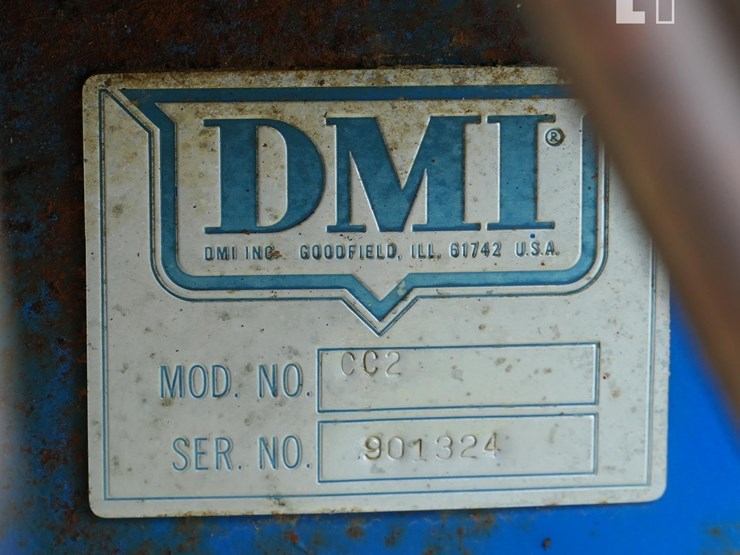 DMI®
DMI INC. GOODFIELD, ILL. 61742 U.S.A.
MOD. NO. CC2
SER. NO. 901324